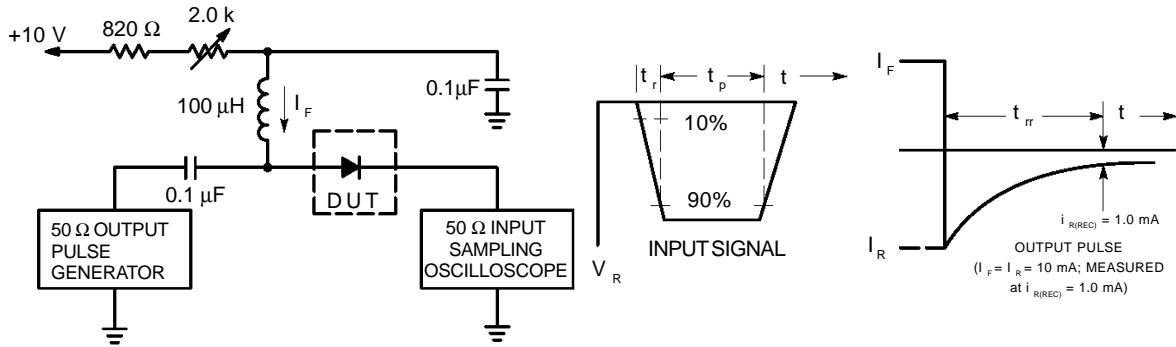 +10 V
820 Ω
2.0 k
100 μH
I F
0.1μF
0.1 μF
DUT
50 Ω OUTPUT
PULSE
GENERATOR
50 Ω INPUT
SAMPLING
OSCILLOSCOPE
t r
t p
t
10%
90%
V R
INPUT SIGNAL
I F
t rr
t
I R
i R(REC) = 1.0 mA
OUTPUT PULSE
(I F = I R = 10 mA; MEASURED
at i R(REC) = 1.0 mA)